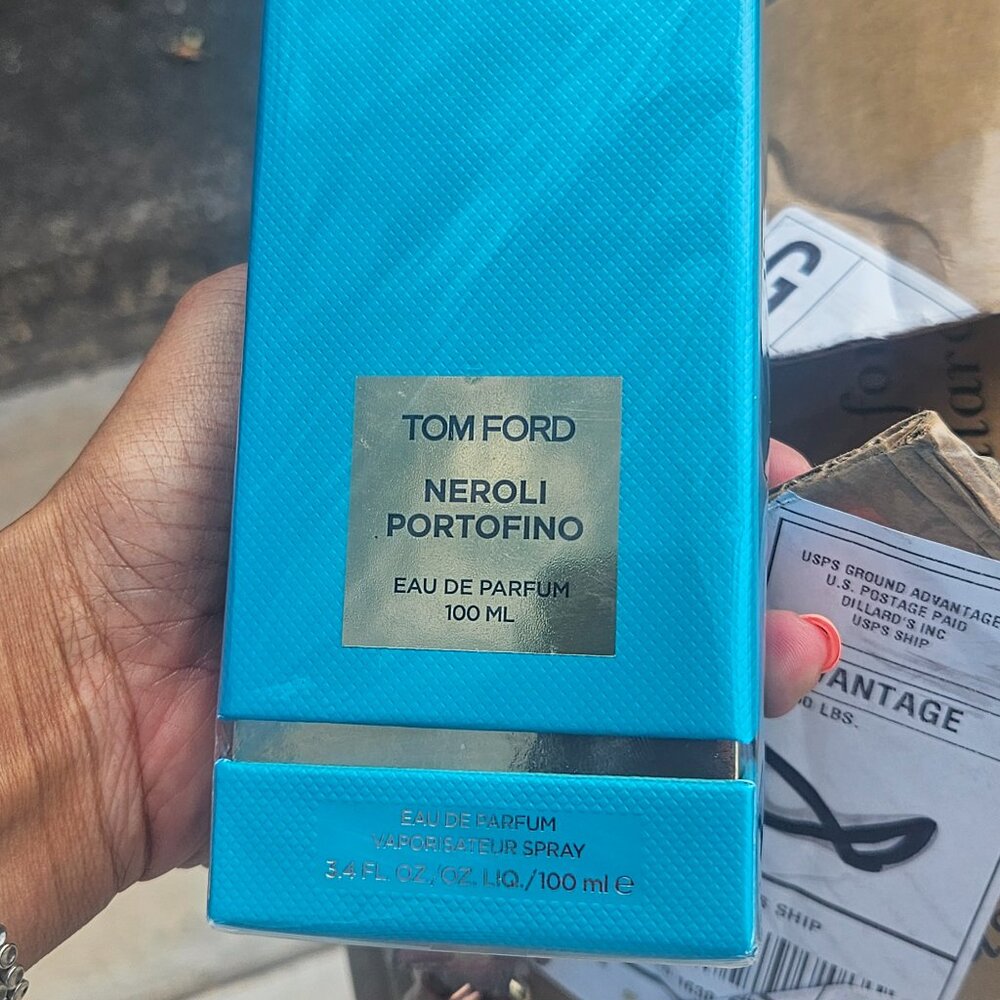 TOM FORD
NEROLI
PORTOFINO
EAU DE PARFUM
100 ML
EAU DE PARFUM
VAPORISATEUR SPRAY
3.4 FL. OZ./OZ. LIQ./100 ml e
G
USPS GROUND ADVANTAGE
U.S. POSTAGE PAID
DILLARD'S INC
USPS SHIP
LBS.
SHIP